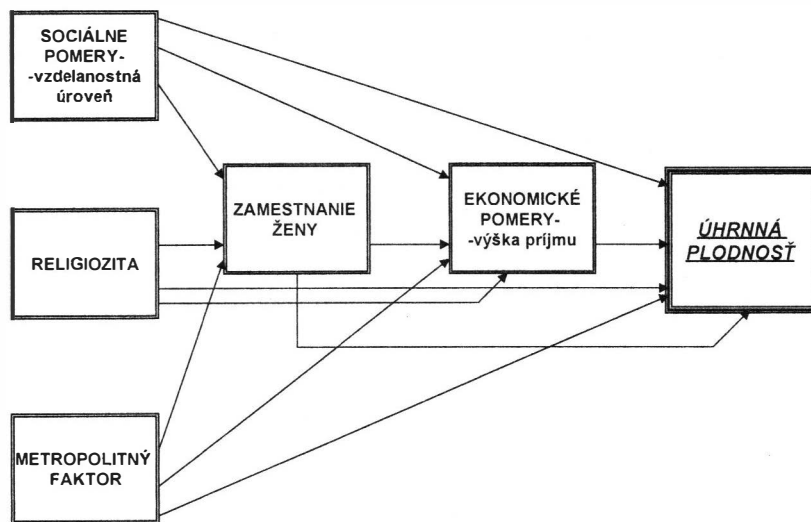 SOCIÁLNE
POMERY-
-vzdelanostná
úroveň
ZAMESTNANIE
ŽENY
EKONOMICKÉ
POMERY-
-výška príjmu
ÚHRNNÁ
PLODNOSŤ
RELIGIOZITA
METROPOLITNÝ
FAKTOR